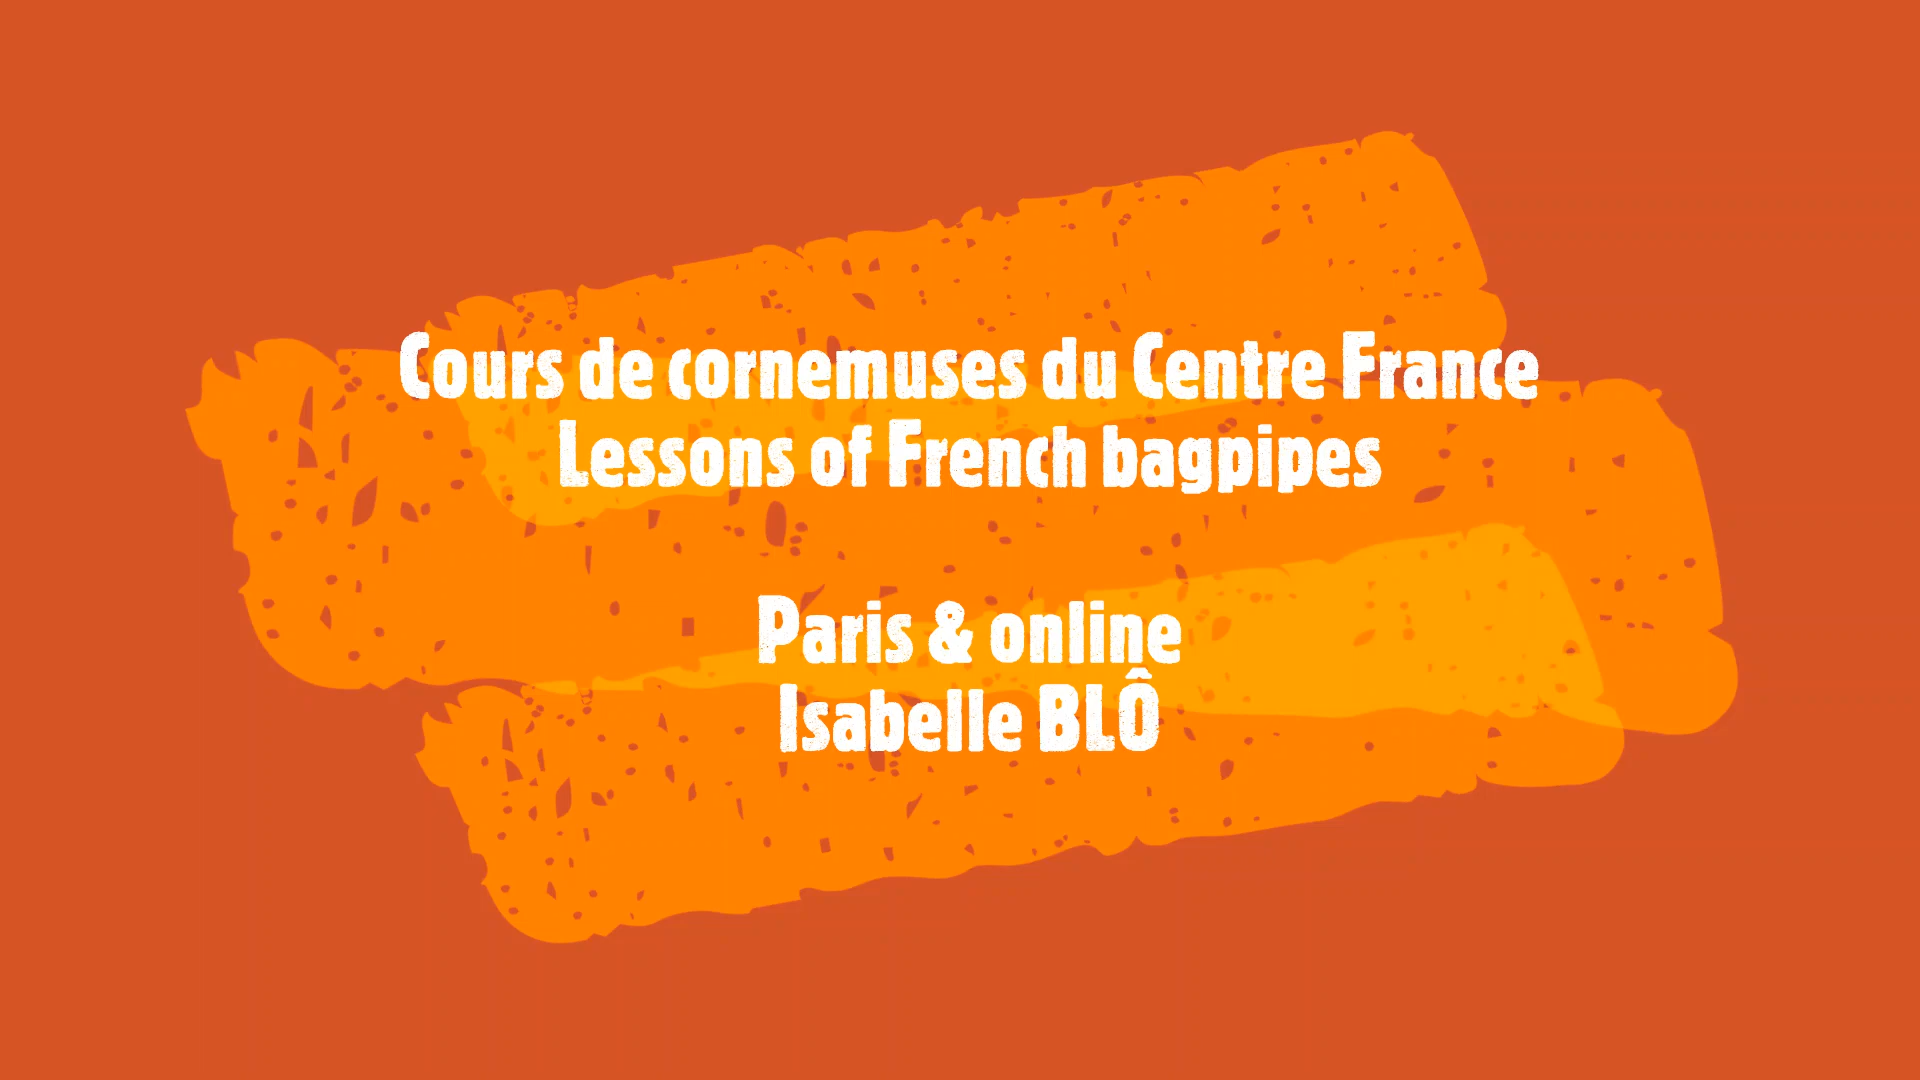 Cours de cornemuses du Centre France
Lessons of French bagpipes
Paris & online
Isabelle BLÔ